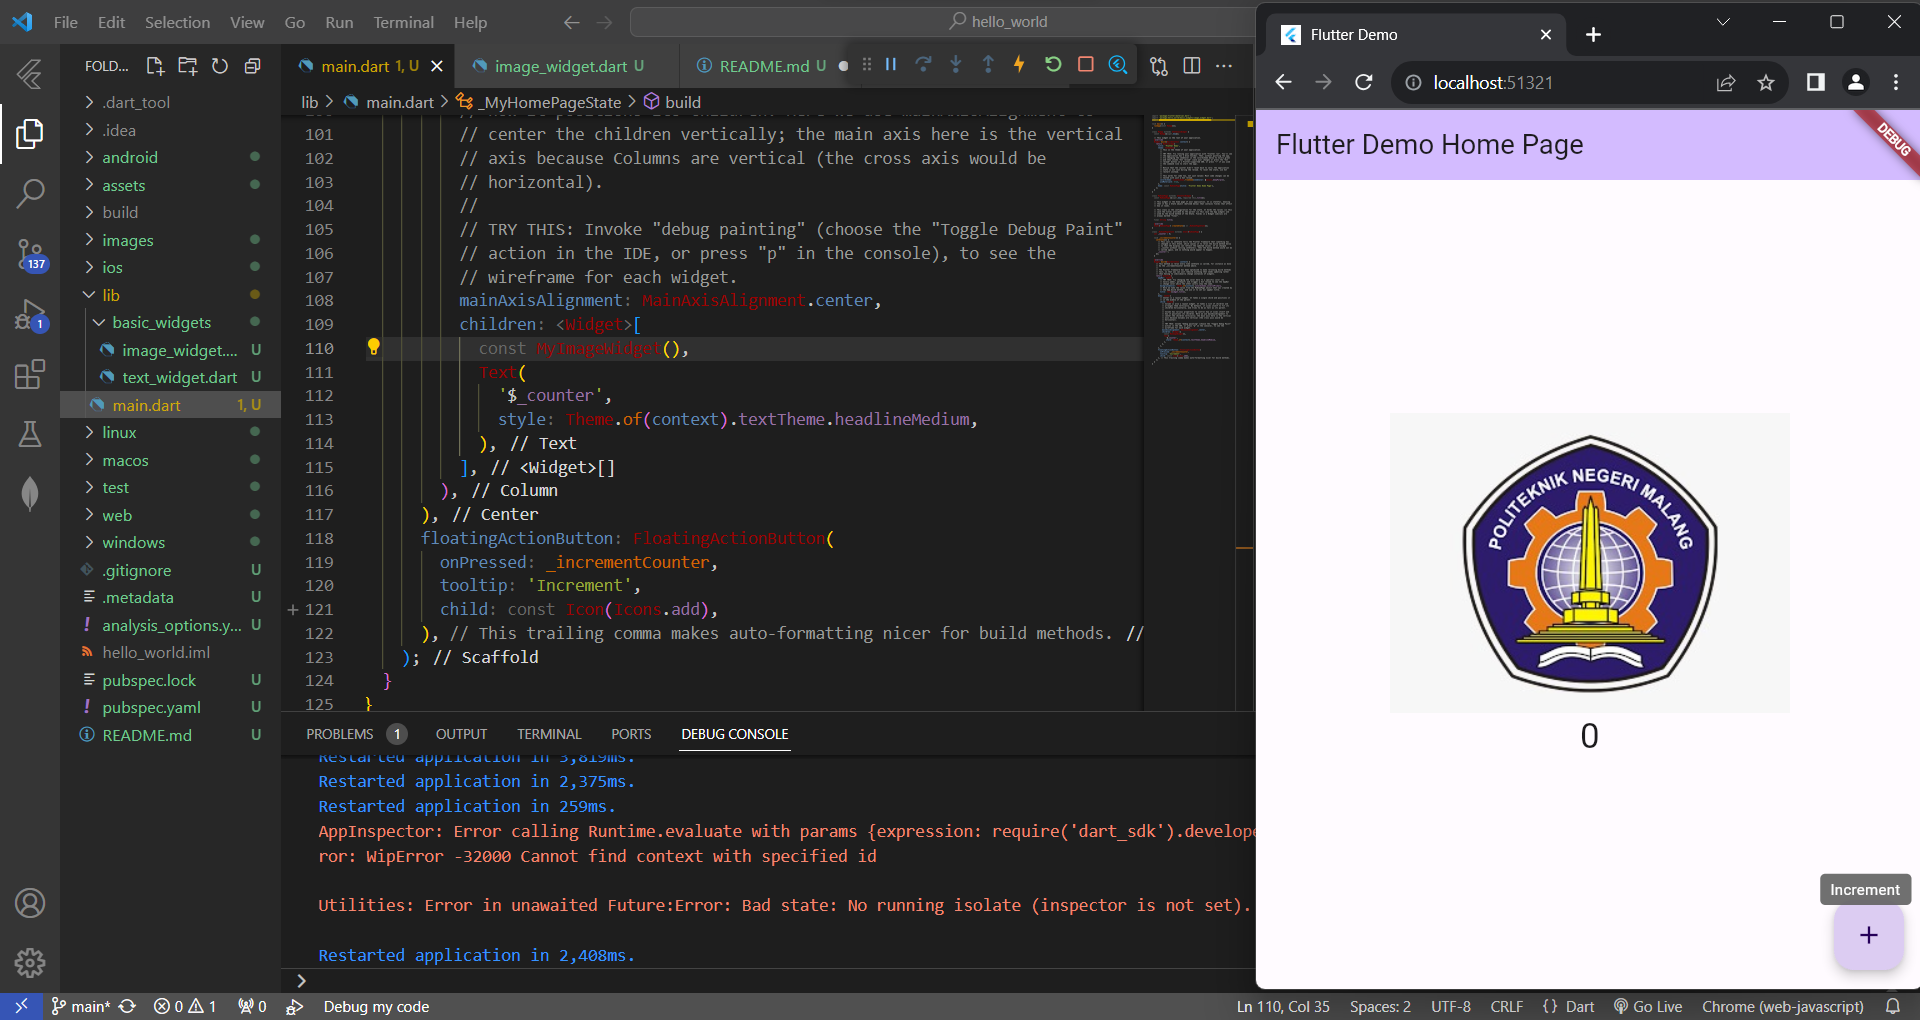 File Edit Selection View Go Run Terminal Help
hello_world
FOLD...
main.dart 1, U
image_widget.dart U
README.md U
lib > main.dart > _MyHomePageState > build
.dart_tool
.idea
android
assets
build
images
ios
lib
basic_widgets
image_widget.... U
text_widget.dart U
main.dart 1, U
linux
macos
test
web
windows
.gitignore U
.metadata U
analysis_options.y... U
hello_world.iml
pubspec.lock U
pubspec.yaml U
README.md U
137
1
101 // center the children vertically; the main axis here is the vertical
102 // axis because Columns are vertical (the cross axis would be
103 // horizontal).
104 //
105 // TRY THIS: Invoke "debug painting" (choose the "Toggle Debug Paint"
106 // action in the IDE, or press "p" in the console), to see the
107 // wireframe for each widget.
108 mainAxisAlignment: MainAxisAlignment.center,
109 children: <Widget>[
110 const MyImageWidget(),
111 Text(
112 '$_counter',
113 style: Theme.of(context).textTheme.headlineMedium,
114 ), // Text
115 ], // <Widget>[]
116 ), // Column
117 ), // Center
118 floatingActionButton: FloatingActionButton(
119 onPressed: _incrementCounter,
120 tooltip: 'Increment',
121 child: const Icon(Icons.add),
122 ), // This trailing comma makes auto-formatting nicer for build methods. //
123 ); // Scaffold
124 }
125 }
PROBLEMS 1 OUTPUT TERMINAL PORTS DEBUG CONSOLE
Restarted application in 3,819ms.
Restarted application in 2,375ms.
Restarted application in 259ms.
AppInspector: Error calling Runtime.evaluate with params {expression: require('dart_sdk').develope
ror: WipError -32000 Cannot find context with specified id
Utilities: Error in unawaited Future:Error: Bad state: No running isolate (inspector is not set).
Restarted application in 2,408ms.
>
main* 0 1 0 Debug my code
Ln 110, Col 35 Spaces: 2 UTF-8 CRLF {} Dart Go Live Chrome (web-javascript)
Flutter Demo
localhost:51321
Flutter Demo Home Page
DEBUG
POLITEKNIK NEGERI MALANG
0
Increment
+